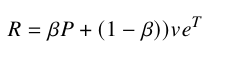 R = βP + (1 − β))ve^T